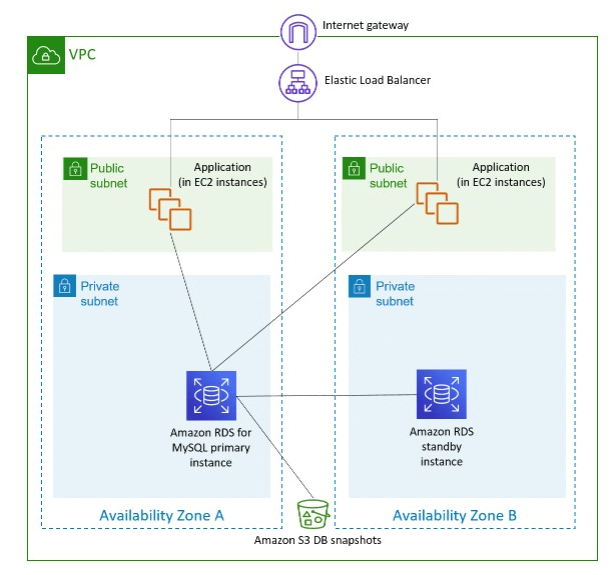 Internet gateway
VPC
Elastic Load Balancer
Public
subnet
Application
(in EC2 instances)
Public
subnet
Application
(in EC2 instances)
Private
subnet
Private
subnet
Amazon RDS for
MySQL primary
instance
Amazon RDS
standby
instance
Availability Zone A
Availability Zone B
Amazon S3 DB snapshots